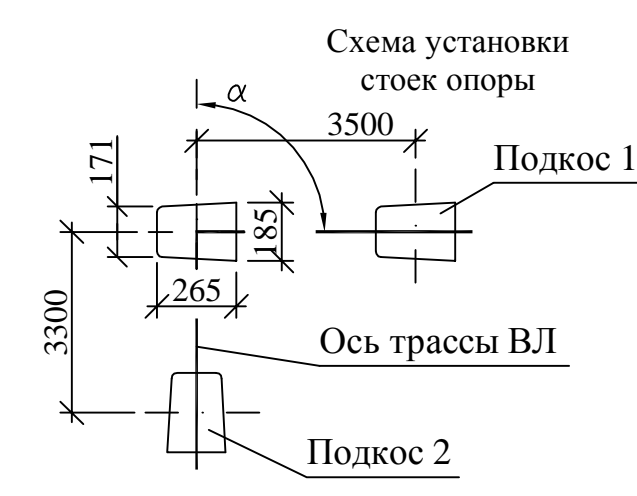 Схема установки
стоек опоры
α
3500
Подкос 1
171
185
265
3300
Ось трассы ВЛ
Подкос 2